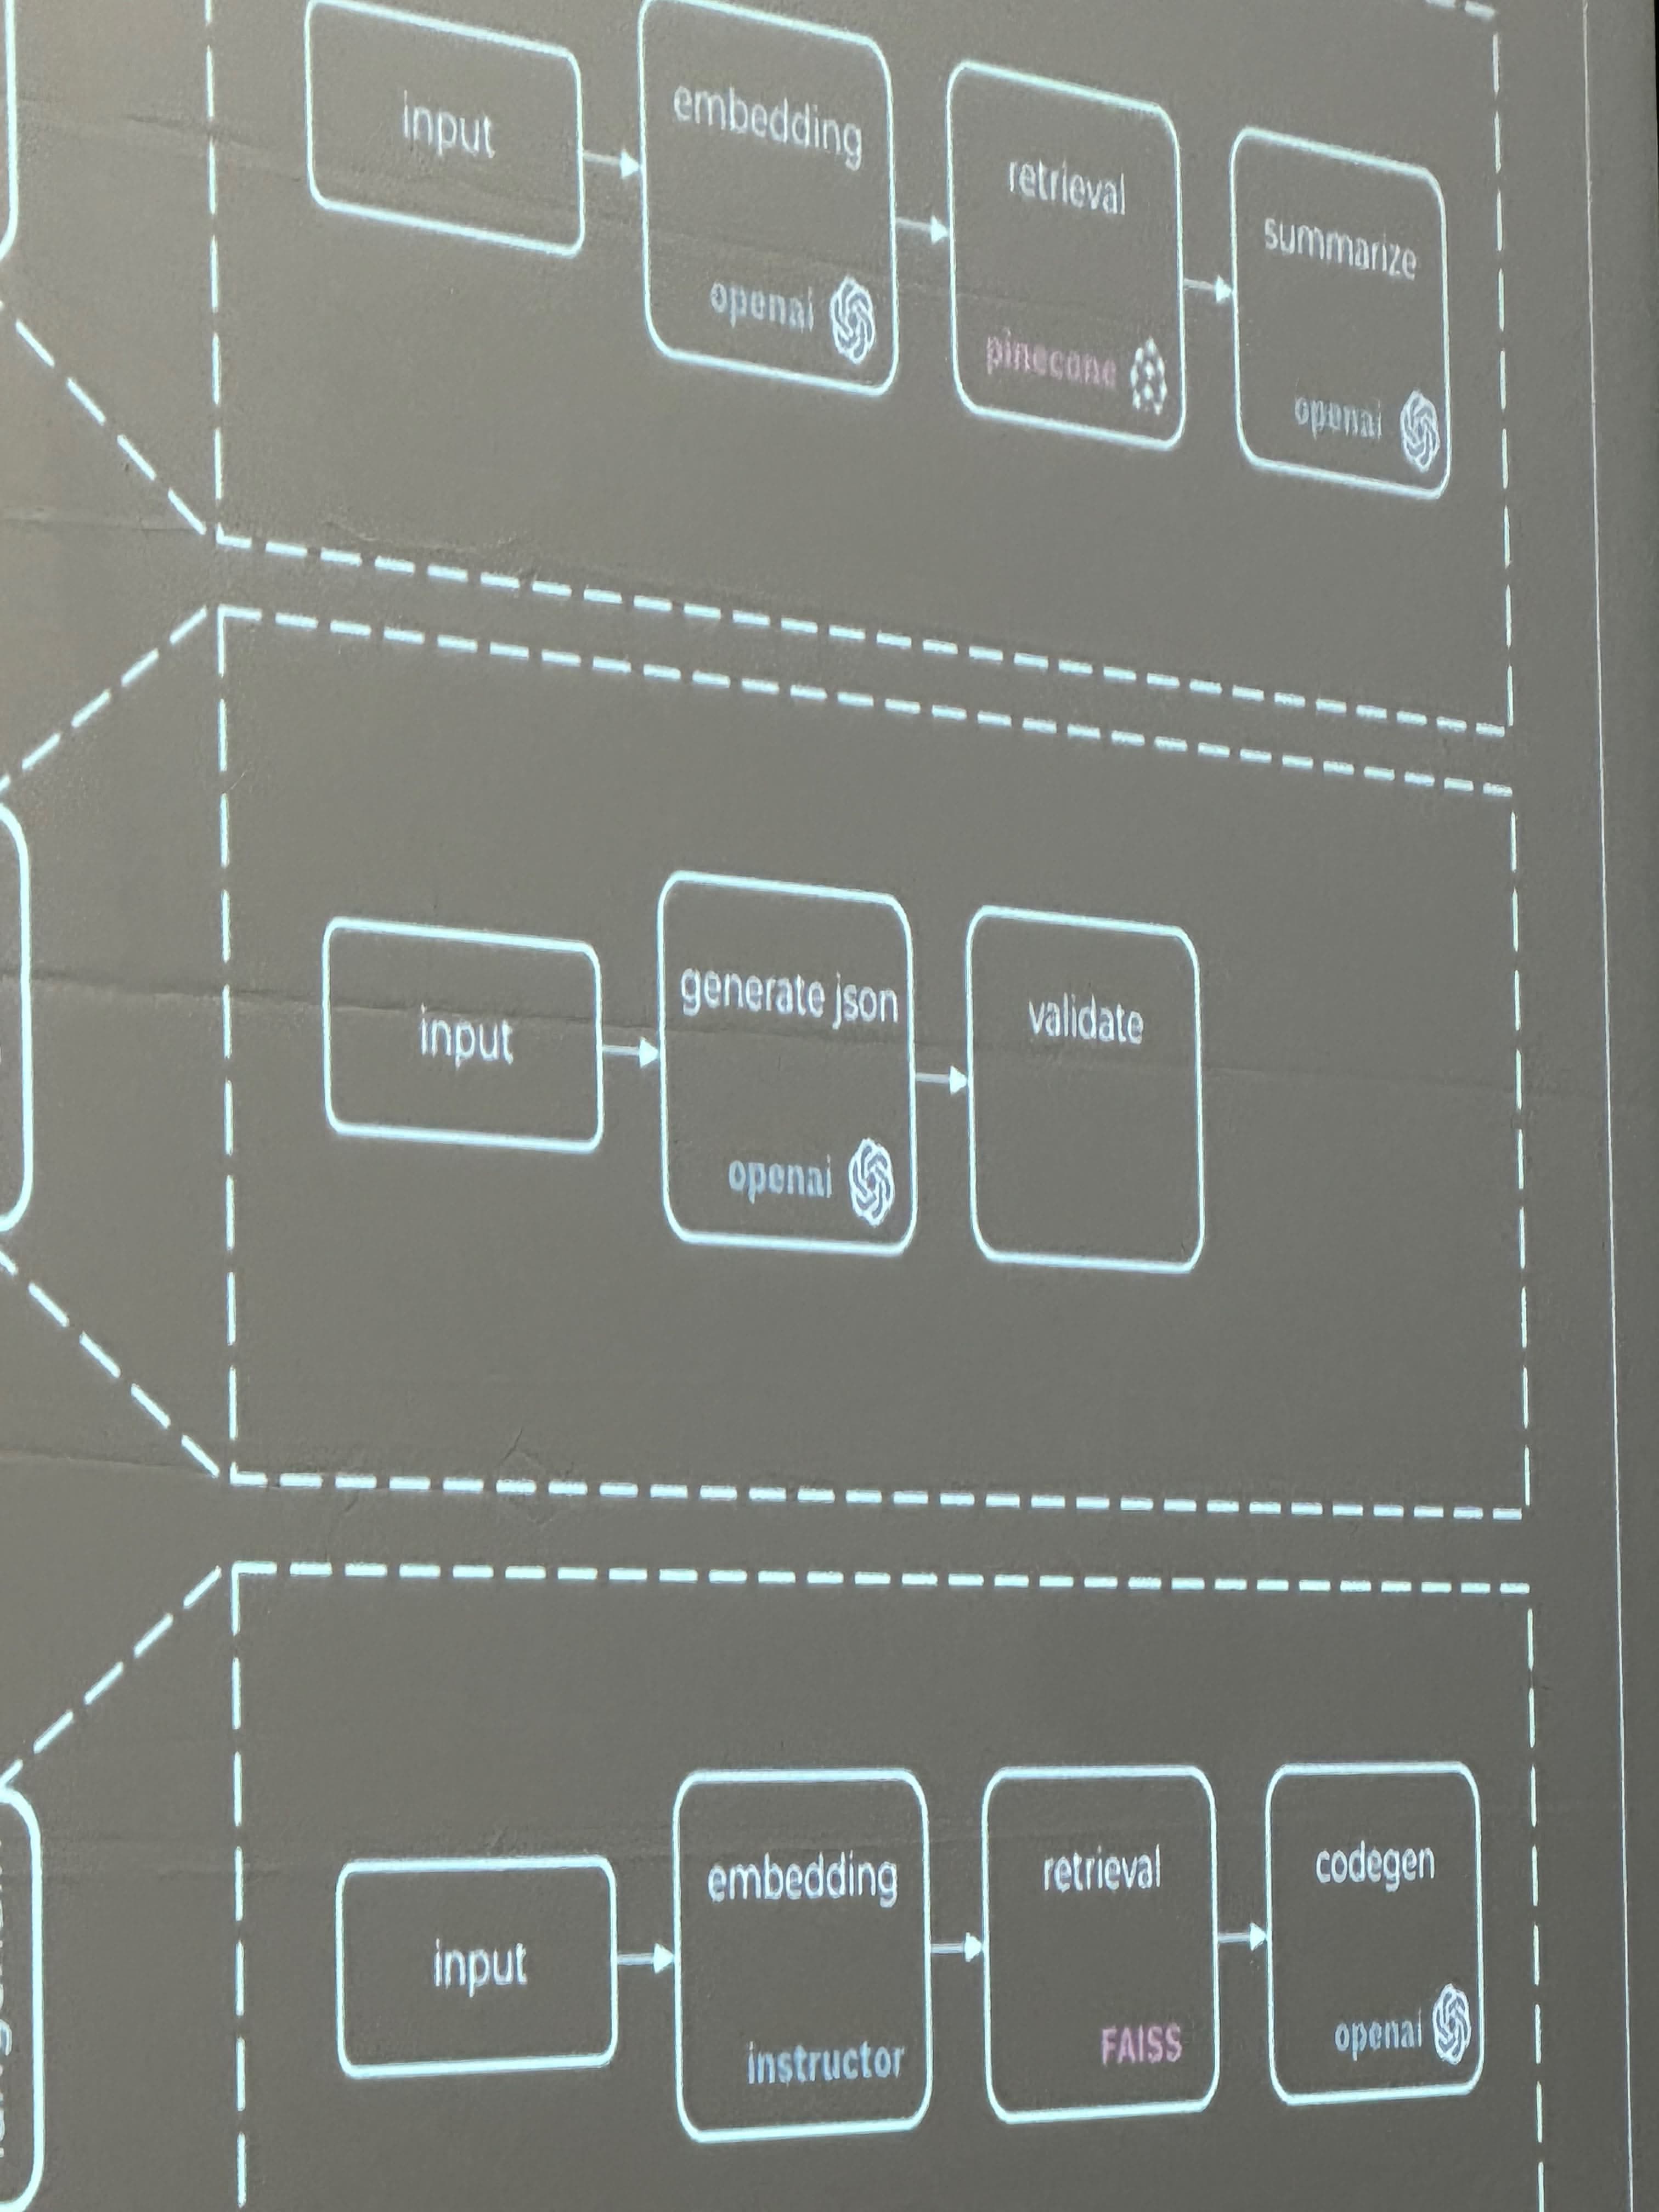 input
embedding
openai
retrieval
pinecone
summarize
openai
input
generate json
openai
validate
input
embedding
instructor
retrieval
FAISS
codegen
openai